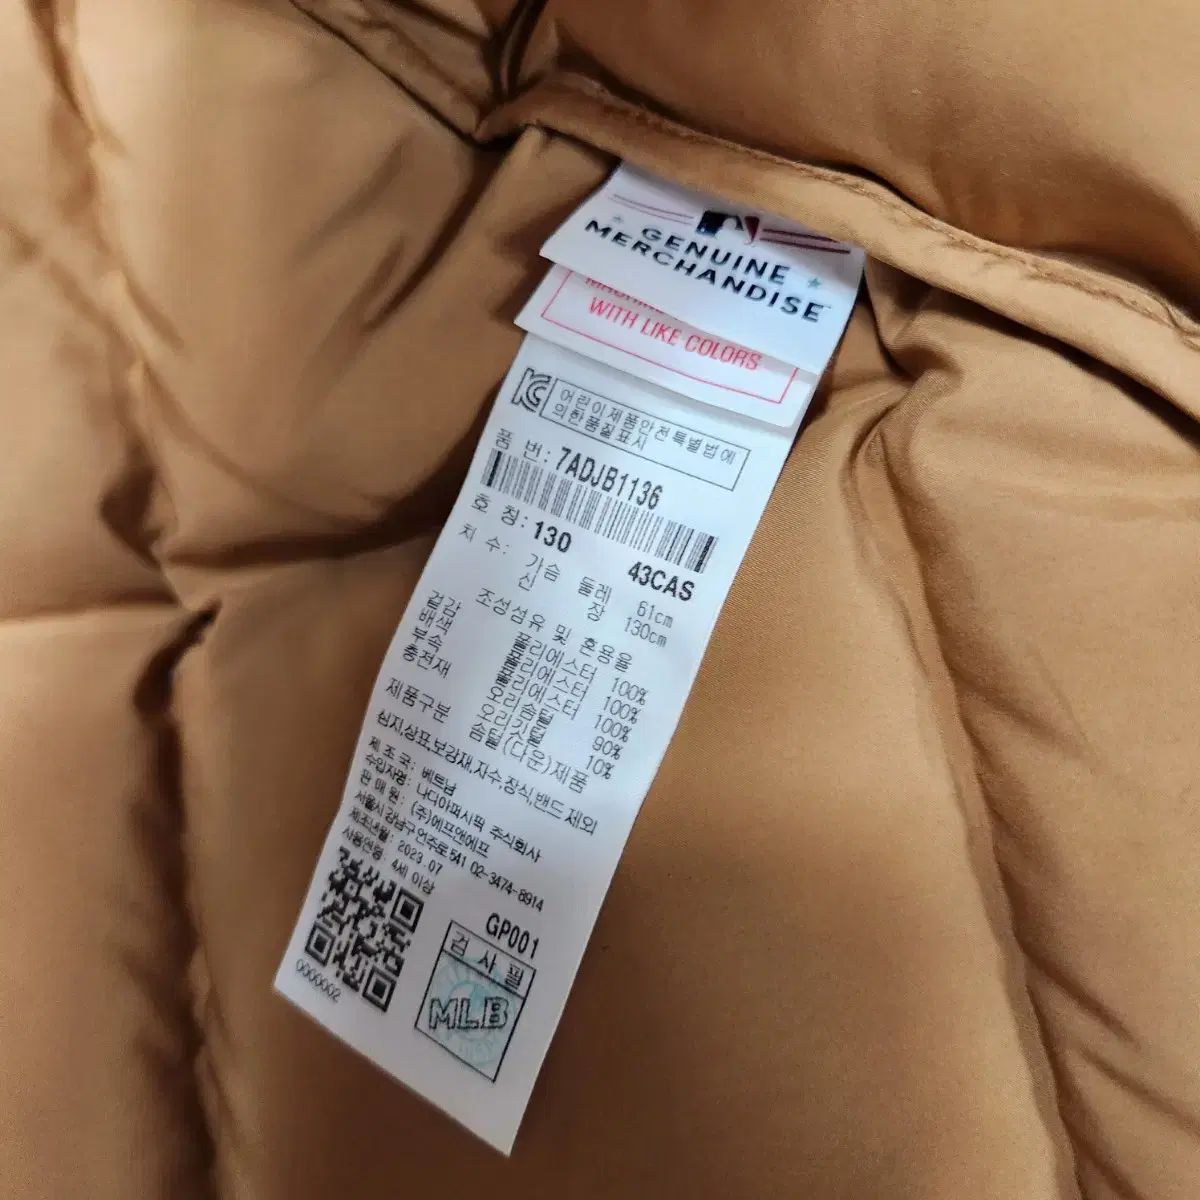 GENUINE
MERCHANDISE
WITH LIKE COLORS
어린이제품안전특별법에
의한품질표시
품 번: 7ADJB1136
호 칭: 130
43CAS
치 수: 가슴 둘레 61cm
신 장 130cm
조성섬유 및 혼용율
겉감 폴리에스터 100%
배색 폴리에스터 100%
부속 폴리에스터 100%
충전재 오리솜털 90%
오리깃털 10%
제품구분 솜털(다운)제품
심지,상표,보강재,자수,장식,밴드 제외
제 조 국: 베트남
수입자명: 나디아퍼시픽 주식회사
판 매 원: (주)에프앤에프
서울시 강남구 언주로 541 02-3474-8914
제조년월: 2023.07
사용연령: 4세 이상
GP001
검사필
MLB
0000002